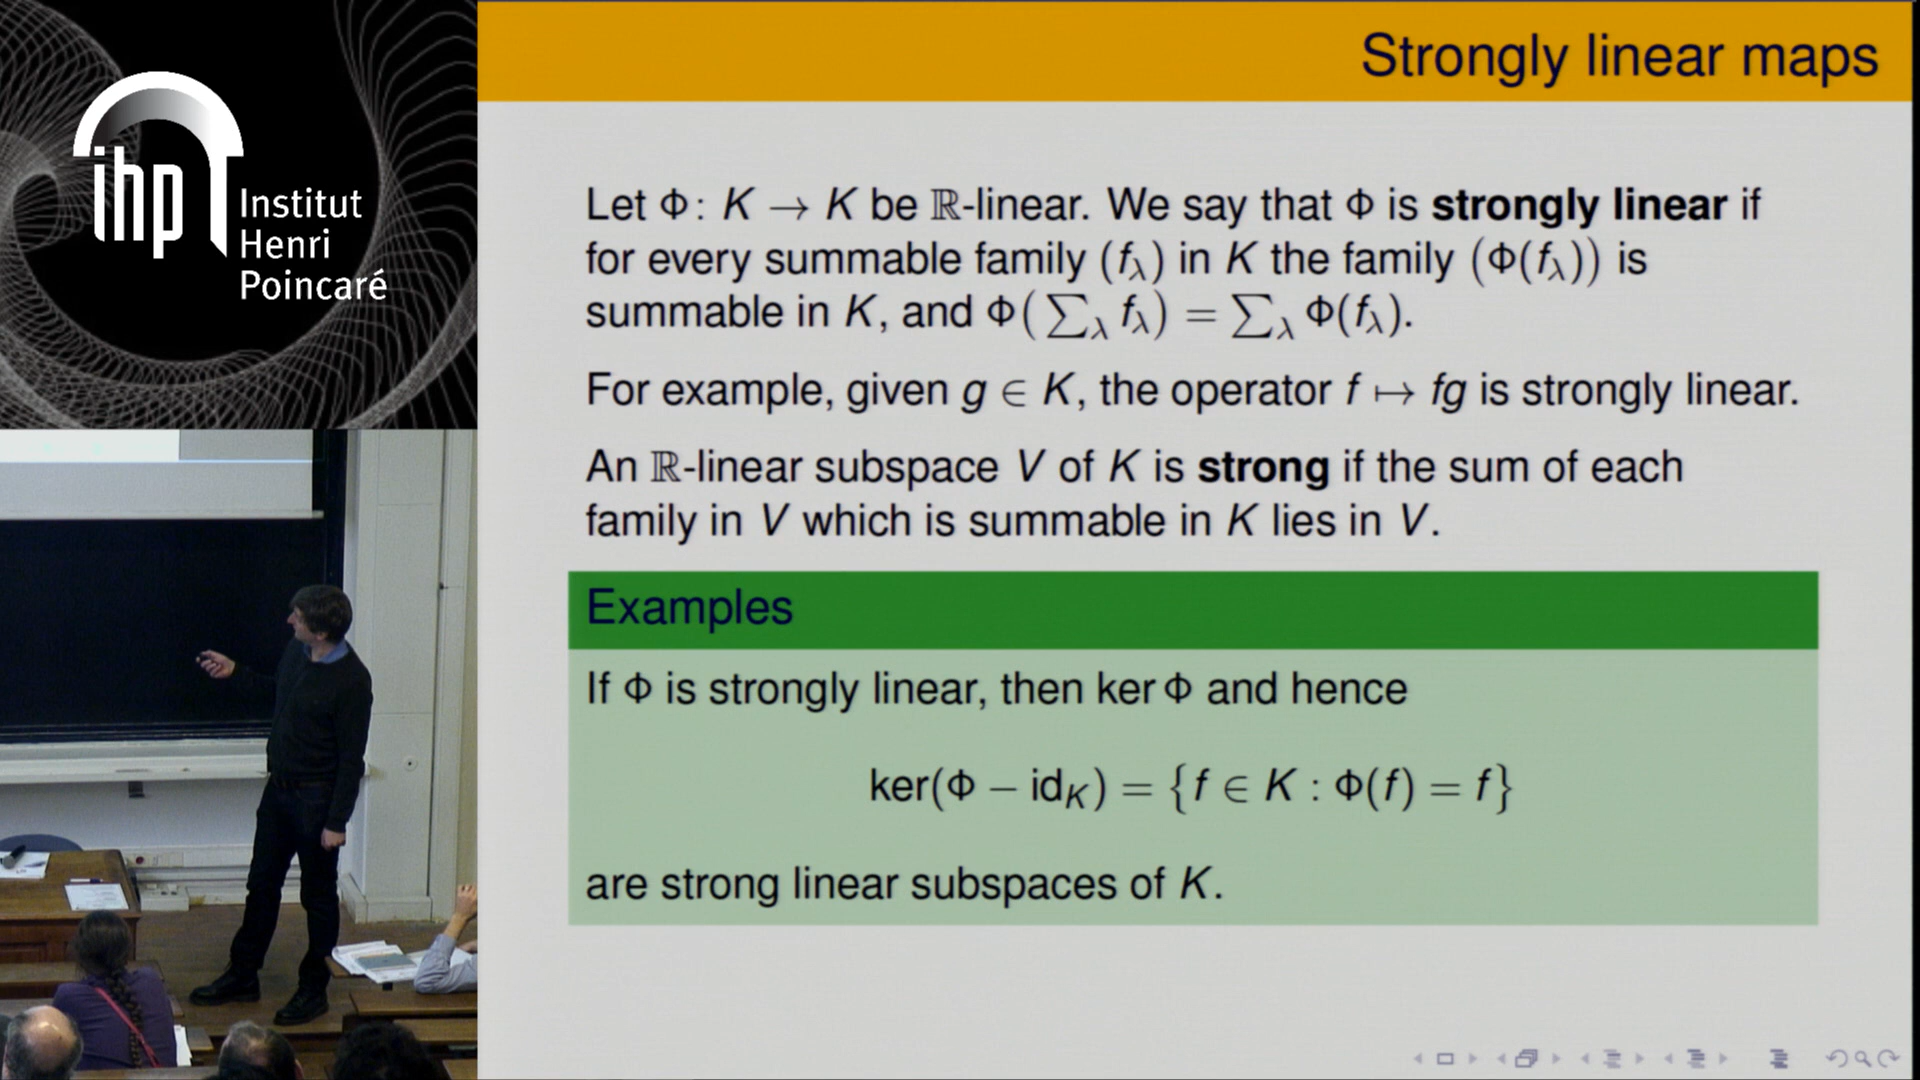 ihp Institut
Henri
Poincaré
Strongly linear maps
Let Φ: K → K be ℝ-linear. We say that Φ is strongly linear if
for every summable family (f_λ) in K the family (Φ(f_λ)) is
summable in K, and Φ(∑_λ f_λ) = ∑_λ Φ(f_λ).
For example, given g ∈ K, the operator f ↦ fg is strongly linear.
An ℝ-linear subspace V of K is strong if the sum of each
family in V which is summable in K lies in V.
Examples
If Φ is strongly linear, then ker Φ and hence
ker(Φ − id_K) = {f ∈ K : Φ(f) = f}
are strong linear subspaces of K.